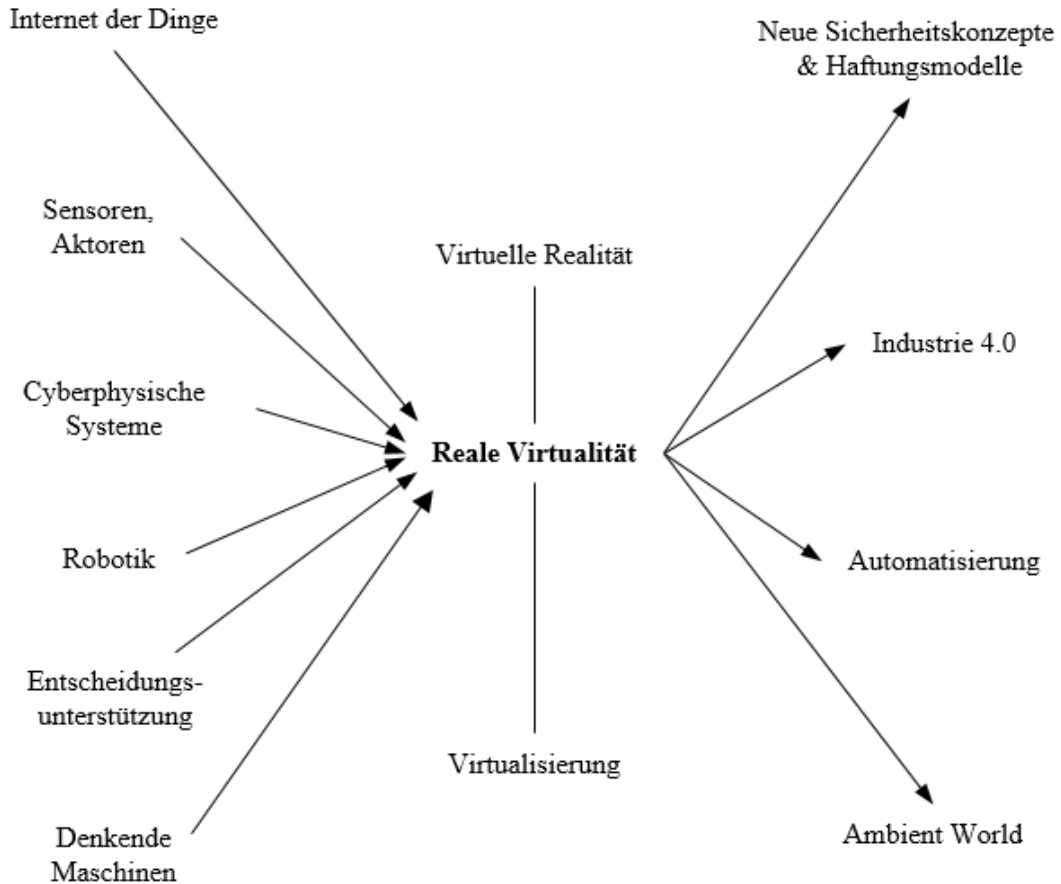 Internet der Dinge
Sensoren,
Aktoren
Cyberphysische
Systeme
Robotik
Entscheidungs-
unterstützung
Denkende
Maschinen
Virtuelle Realität
Reale Virtualität
Virtualisierung
Neue Sicherheitskonzepte
& Haftungsmodelle
Industrie 4.0
Automatisierung
Ambient World